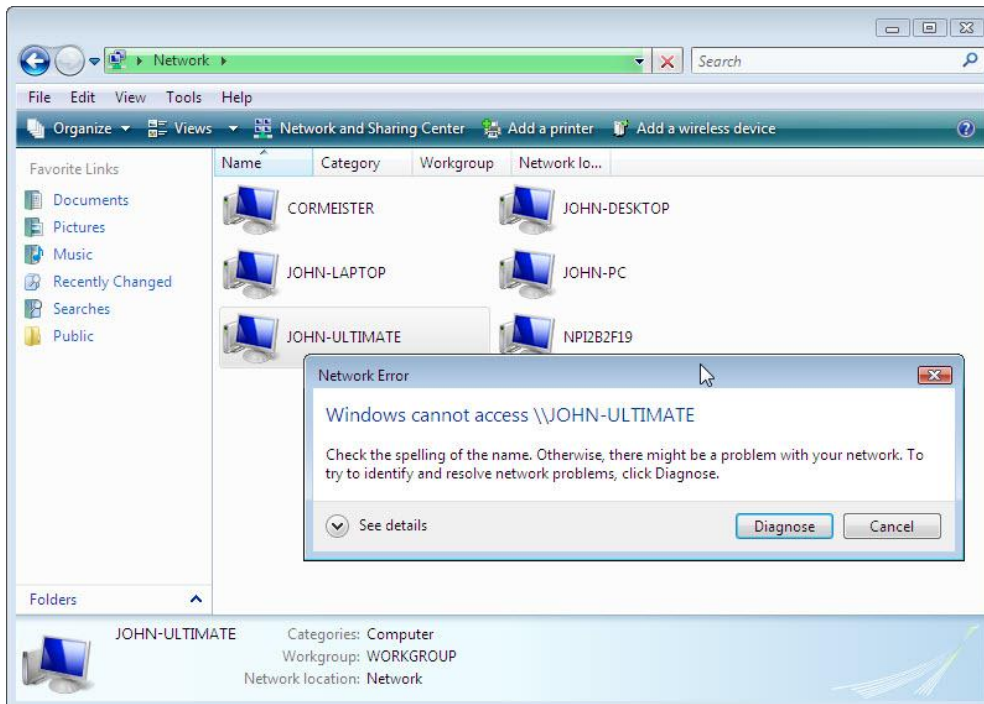 Network
Search
File Edit View Tools Help
Organize Views Network and Sharing Center Add a printer Add a wireless device
Favorite Links
Documents
Pictures
Music
Recently Changed
Searches
Public
Folders
Name Category Workgroup Network lo...
CORMEISTER JOHN-DESKTOP
JOHN-LAPTOP JOHN-PC
JOHN-ULTIMATE NPI2B2F19
Network Error
Windows cannot access \\JOHN-ULTIMATE
Check the spelling of the name. Otherwise, there might be a problem with your network. To
try to identify and resolve network problems, click Diagnose.
See details Diagnose Cancel
JOHN-ULTIMATE Categories: Computer
Workgroup: WORKGROUP
Network location: Network